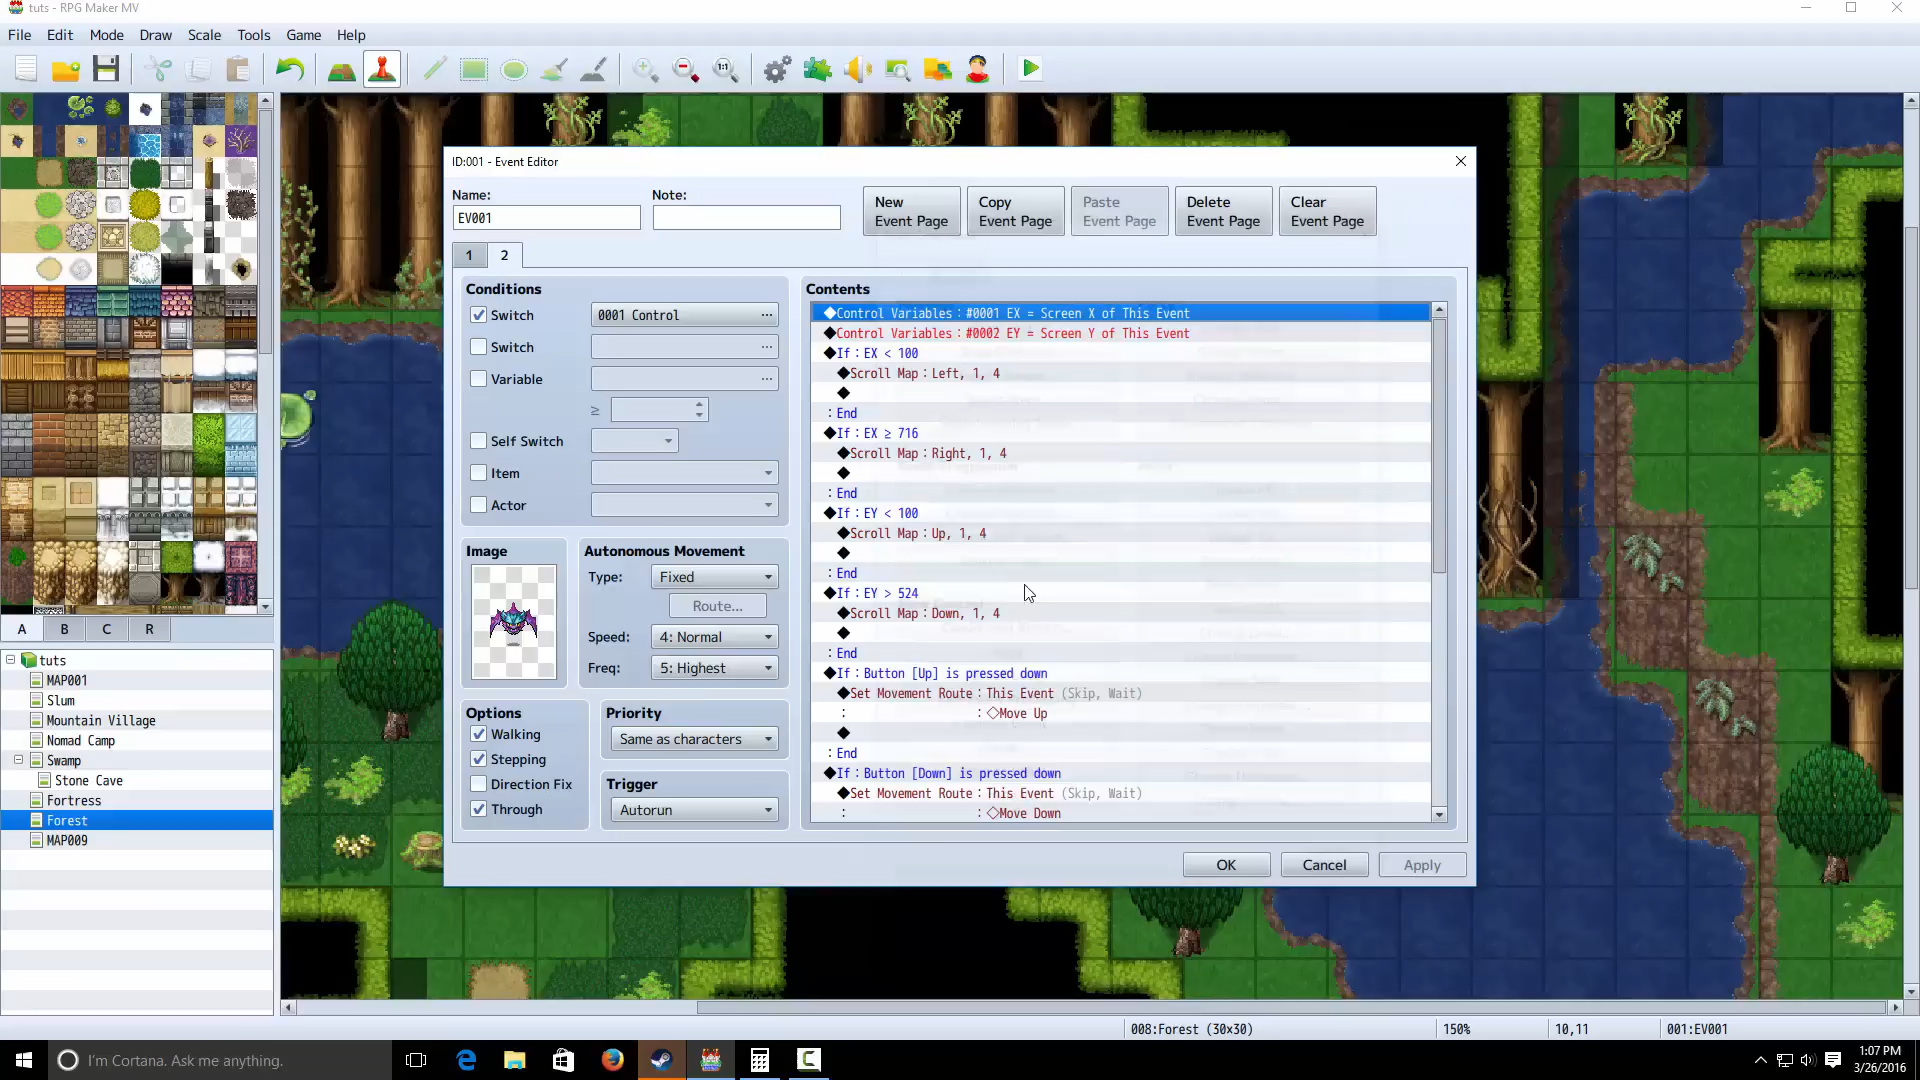 tuts - RPG Maker MV
File Edit Mode Draw Scale Tools Game Help
1:1
ID:001 - Event Editor
Name: Note:
EV001
New Event Page
Copy Event Page
Paste Event Page
Delete Event Page
Clear Event Page
1 2
Conditions
Switch 0001 Control ...
Switch ...
Variable ...
≥
Self Switch
Item
Actor
Image
Autonomous Movement
Type: Fixed
Route...
Speed: 4: Normal
Freq: 5: Highest
Options
Walking
Stepping
Direction Fix
Through
Priority
Same as characters
Trigger
Autorun
Contents
◆Control Variables：#0001 EX = Screen X of This Event
◆Control Variables：#0002 EY = Screen Y of This Event
◆If：EX < 100
◆Scroll Map：Left, 1, 4
◆
：End
◆If：EX ≥ 716
◆Scroll Map：Right, 1, 4
◆
：End
◆If：EY < 100
◆Scroll Map：Up, 1, 4
◆
：End
◆If：EY > 524
◆Scroll Map：Down, 1, 4
◆
：End
◆If：Button [Up] is pressed down
◆Set Movement Route：This Event (Skip, Wait)
：：◇Move Up
◆
：End
◆If：Button [Down] is pressed down
◆Set Movement Route：This Event (Skip, Wait)
：：◇Move Down
OK Cancel Apply
A B C R
tuts
MAP001
Slum
Mountain Village
Nomad Camp
Swamp
Stone Cave
Fortress
Forest
MAP009
008:Forest (30x30) 150% 10,11 001:EV001
I'm Cortana. Ask me anything.
1:07 PM
3/26/2016